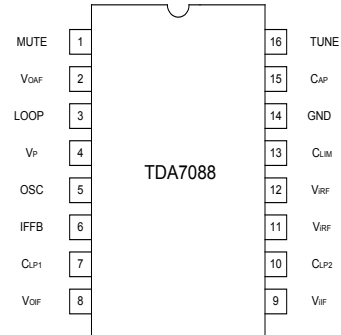 MUTE 1 16 TUNE
VOAF 2 15 CAP
LOOP 3 14 GND
VP 4 13 CLIM
TDA7088
OSC 5 12 VIRF
IFFB 6 11 VIRF
CLP1 7 10 CLP2
VOIF 8 9 VIIF